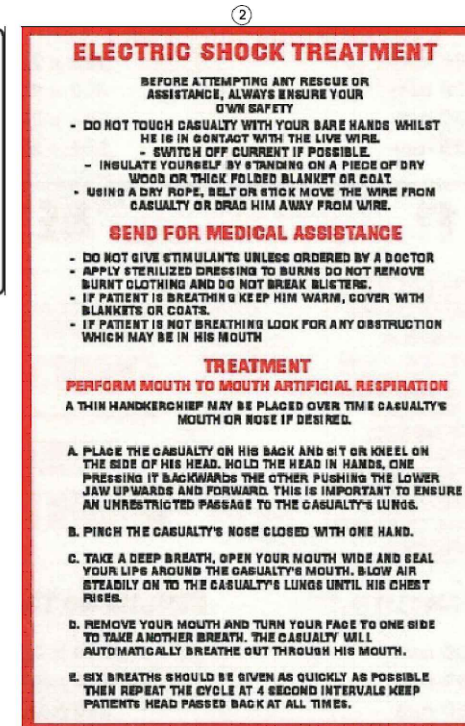 ②
ELECTRIC SHOCK TREATMENT
BEFORE ATTEMPTING ANY RESCUE OR
ASSISTANCE, ALWAYS ENSURE YOUR
OWN SAFETY
- DO NOT TOUCH CASUALTY WITH YOUR BARE HANDS WHILST
HE IS IN CONTACT WITH THE LIVE WIRE.
- SWITCH OFF CURRENT IF POSSIBLE.
- INSULATE YOURSELF BY STANDING ON A PIECE OF DRY
WOOD OR THICK FOLDED BLANKET OR COAT.
- USING A DRY ROPE, BELT OR STICK MOVE THE WIRE FROM
CASUALTY OR DRAG HIM AWAY FROM WIRE.
SEND FOR MEDICAL ASSISTANCE
- DO NOT GIVE STIMULANTS UNLESS ORDERED BY A DOCTOR
- APPLY STERILIZED DRESSING TO BURNS DO NOT REMOVE
BURNT CLOTHING AND DO NOT BREAK BLISTERS.
- IF PATIENT IS BREATHING KEEP HIM WARM, COVER WITH
BLANKETS OR COATS.
- IF PATIENT IS NOT BREATHING LOOK FOR ANY OBSTRUCTION
WHICH MAY BE IN HIS MOUTH
TREATMENT
PERFORM MOUTH TO MOUTH ARTIFICIAL RESPIRATION
A THIN HANDKERCHIEF MAY BE PLACED OVER TIME CASUALTY'S
MOUTH OR NOSE IF DESIRED.
A. PLACE THE CASUALTY ON HIS BACK AND SIT OR KNEEL ON
THE SIDE OF HIS HEAD. HOLD THE HEAD IN HANDS, ONE
PRESSING IT BACKWARDS THE OTHER PUSHING THE LOWER
JAW UPWARDS AND FORWARD. THIS IS IMPORTANT TO ENSURE
AN UNRESTRICTED PASSAGE TO THE CASUALTY'S LUNGS.
B. PINCH THE CASUALTY'S NOSE CLOSED WITH ONE HAND.
C. TAKE A DEEP BREATH, OPEN YOUR MOUTH WIDE AND SEAL
YOUR LIPS AROUND THE CASUALTY'S MOUTH. BLOW AIR
STEADILY ON TO THE CASUALTY'S LUNGS UNTIL HIS CHEST
RISES.
D. REMOVE YOUR MOUTH AND TURN YOUR FACE TO ONE SIDE
TO TAKE ANOTHER BREATH. THE CASUALTY WILL
AUTOMATICALLY BREATHE OUT THROUGH HIS MOUTH.
E. SIX BREATHS SHOULD BE GIVEN AS QUICKLY AS POSSIBLE
THEN REPEAT THE CYCLE AT 4 SECOND INTERVALS KEEP
PATIENTS HEAD PASSED BACK AT ALL TIMES.